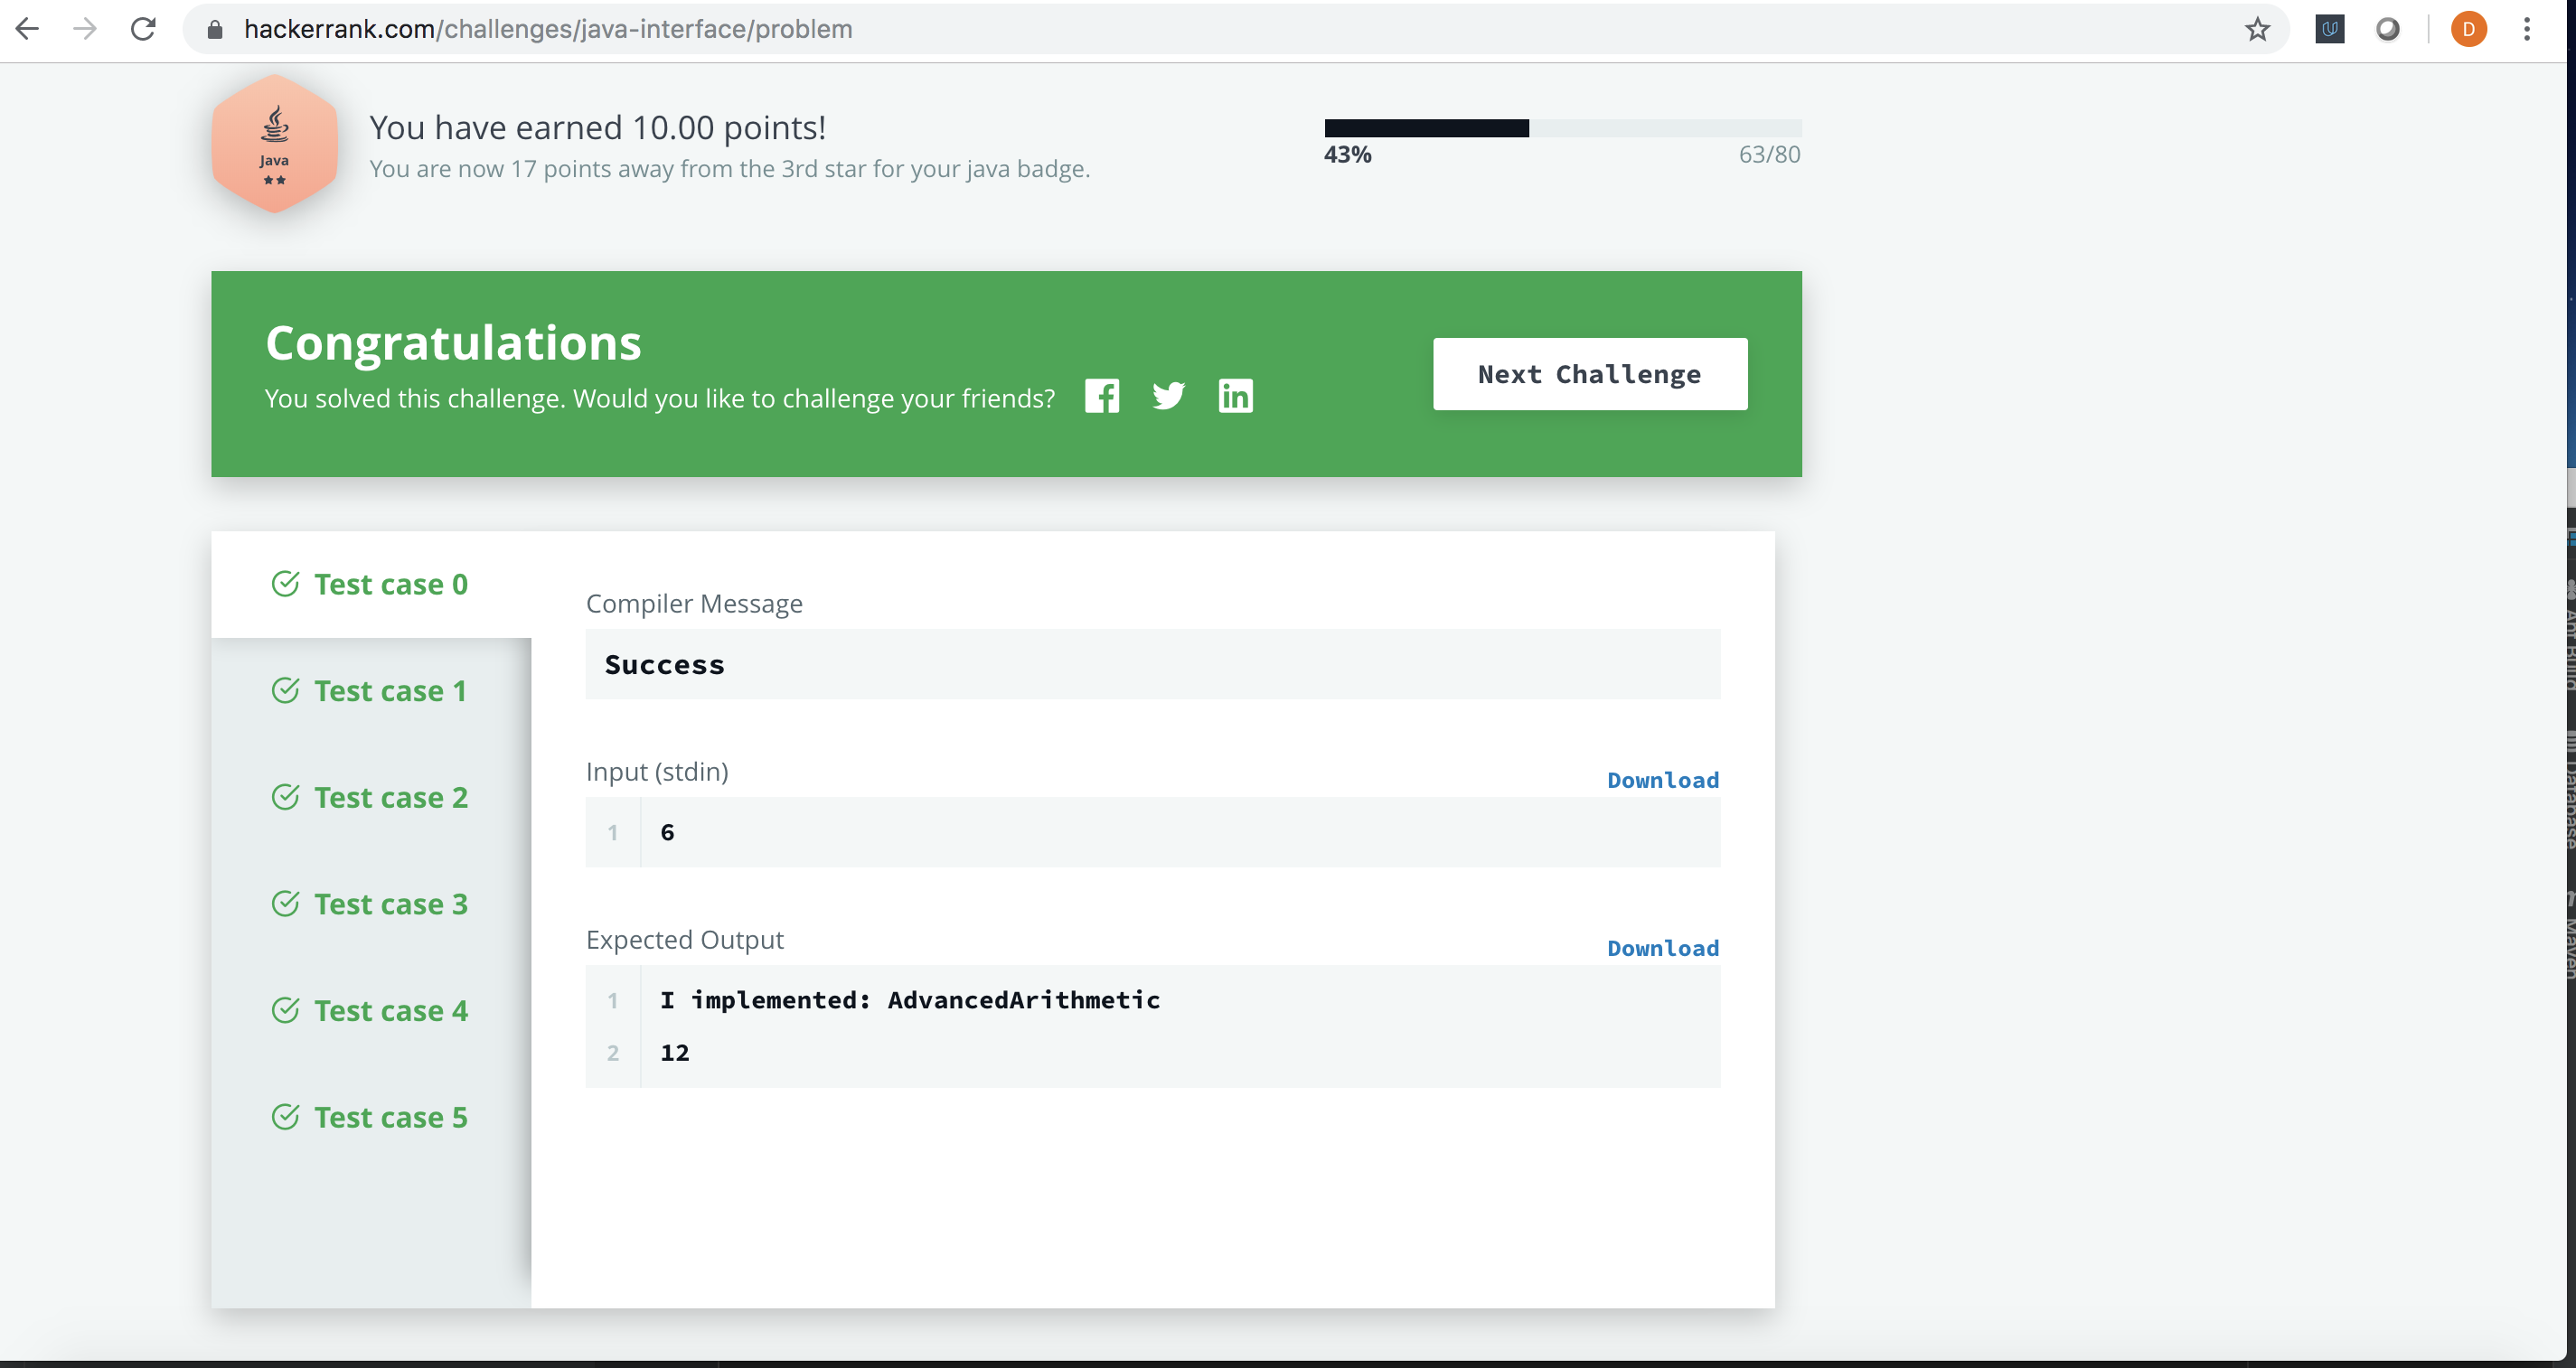 hackerrank.com/challenges/java-interface/problem
D
Java
You have earned 10.00 points!
You are now 17 points away from the 3rd star for your java badge.
43%
63/80
Congratulations
You solved this challenge. Would you like to challenge your friends?
Next Challenge
Test case 0
Test case 1
Test case 2
Test case 3
Test case 4
Test case 5
Compiler Message
Success
Input (stdin)
Download
1 6
Expected Output
Download
1 I implemented: AdvancedArithmetic
2 12
Ant Build
Database
Maven